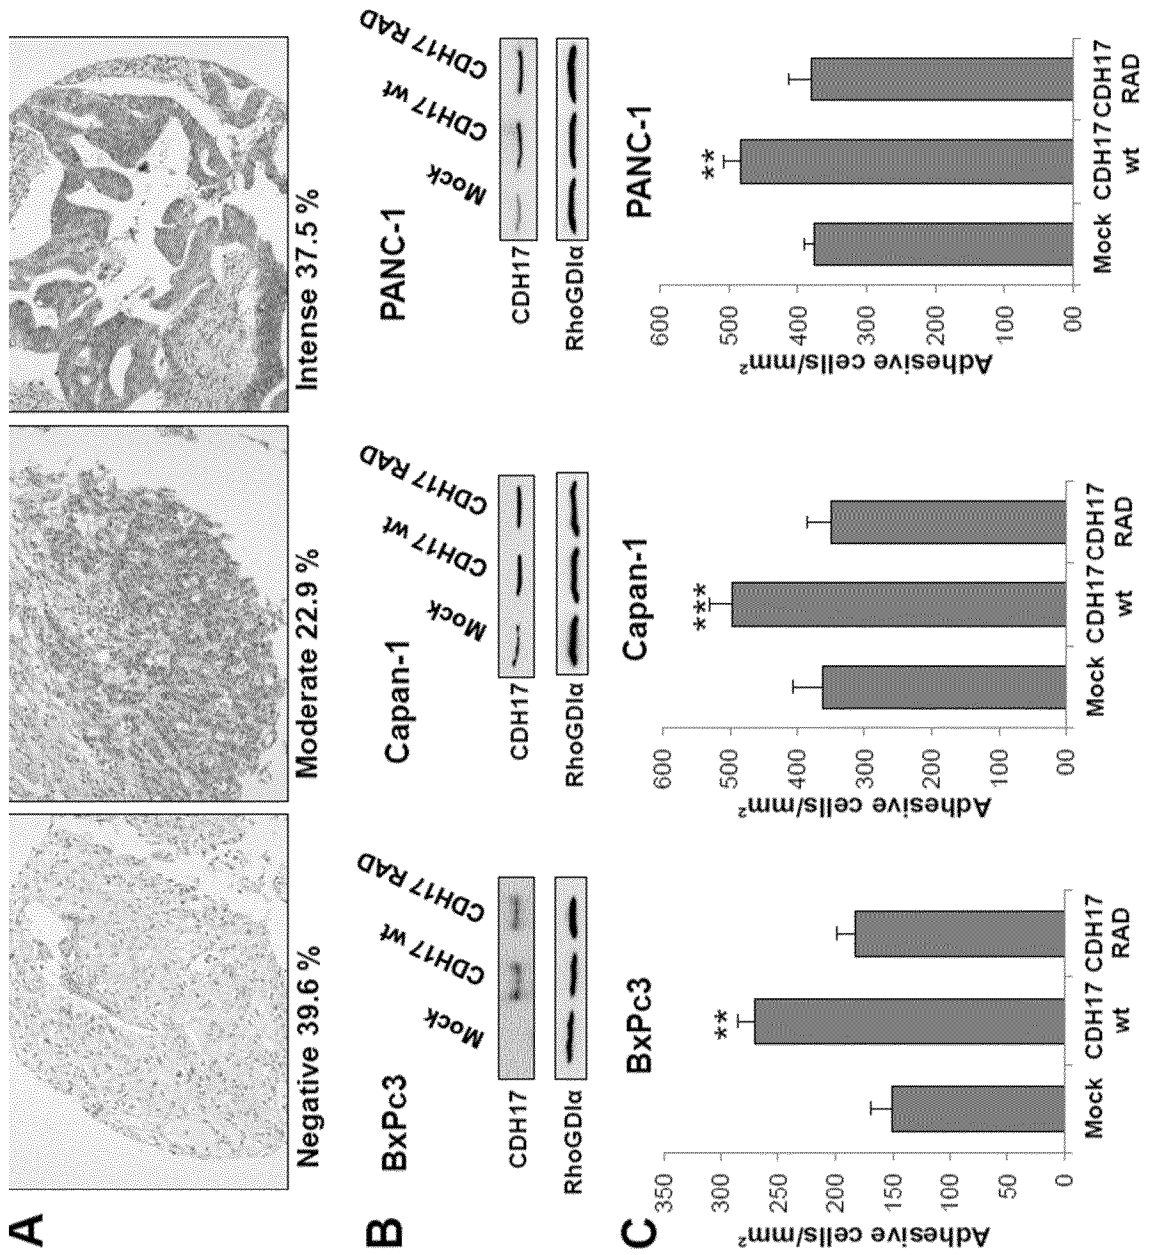 A
Negative 39.6 %
Moderate 22.9 %
Intense 37.5 %
B
BxPc3
Mock
CDH17 wt
CDH17 RAD
CDH17
RhoGDIα
Capan-1
Mock
CDH17 wt
CDH17 RAD
CDH17
RhoGDIα
PANC-1
Mock
CDH17 wt
CDH17 RAD
CDH17
RhoGDIα
C
BxPc3
Adhesive cells/mm²
350
300
250
200
150
100
50
0
**
Mock CDH17 CDH17
wt RAD
Capan-1
Adhesive cells/mm²
600
500
400
300
200
100
00
***
Mock CDH17 CDH17
wt RAD
PANC-1
Adhesive cells/mm²
600
500
400
300
200
100
00
**
Mock CDH17 CDH17
wt RAD